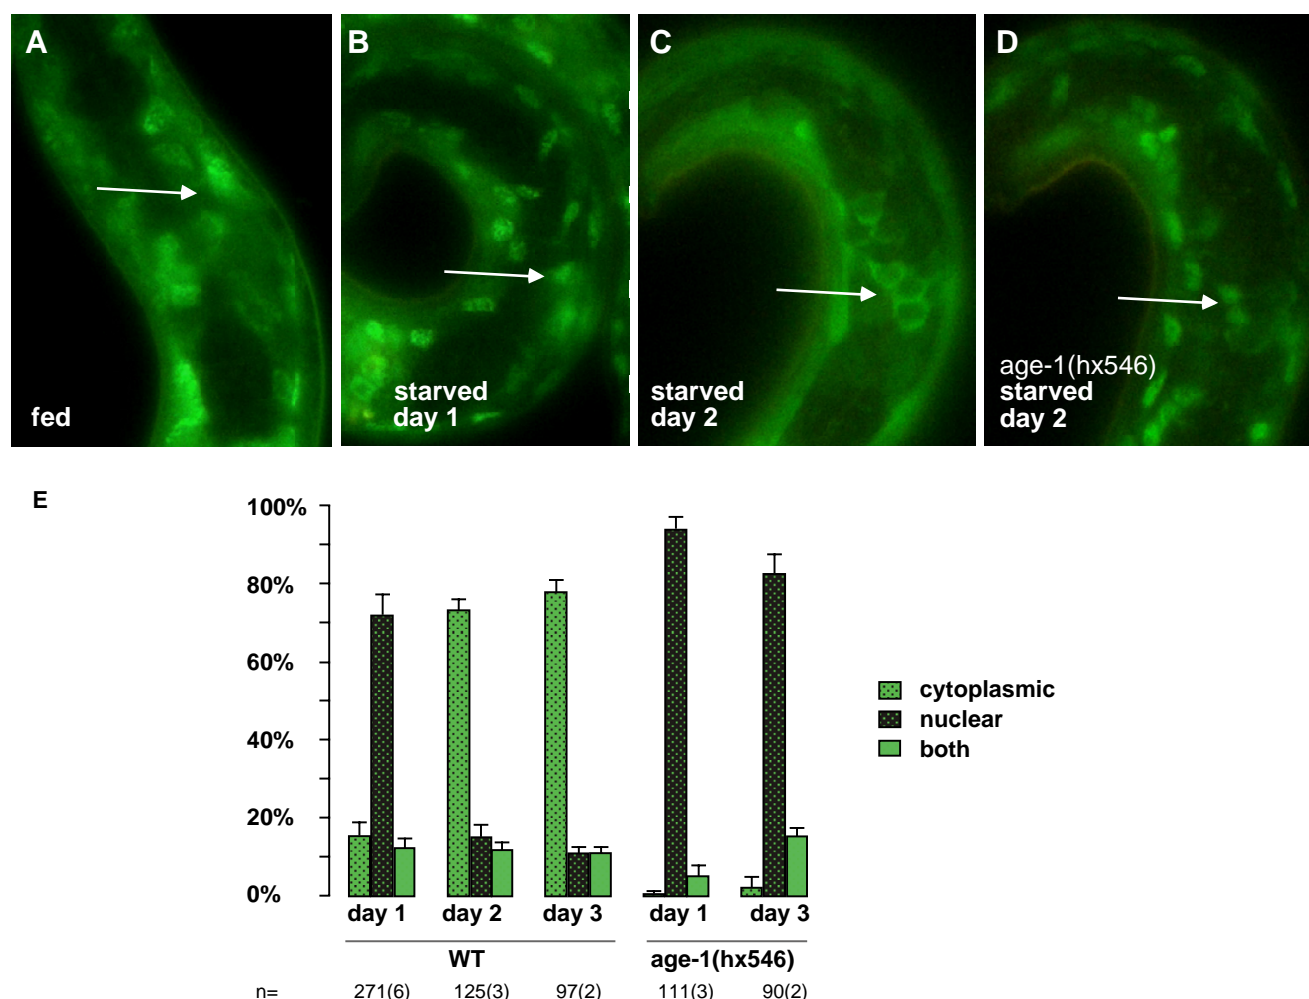 A
B
C
D
fed
starved
day 1
starved
day 2
age-1(hx546)
starved
day 2
E
100%
80%
60%
40%
20%
0%
cytoplasmic
nuclear
both
day 1 day 2 day 3 day 1 day 3
WT age-1(hx546)
n= 271(6) 125(3) 97(2) 111(3) 90(2)